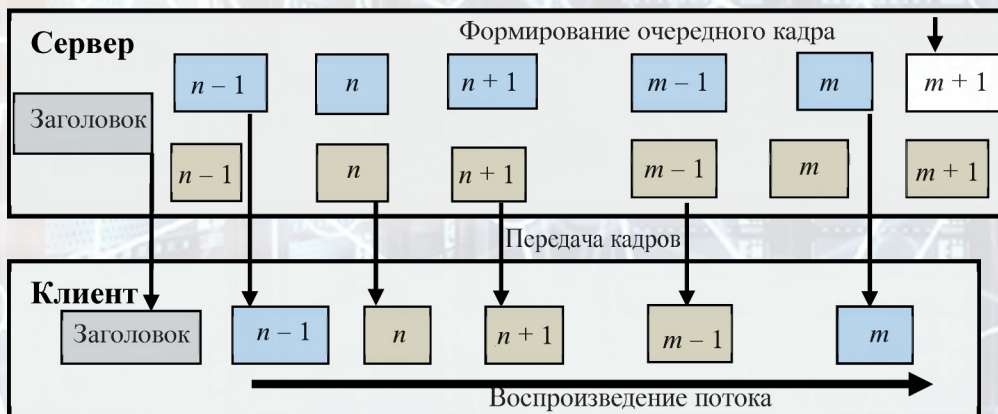 Сервер
Формирование очередного кадра
n – 1 n n + 1 m – 1 m m + 1
Заголовок
n – 1 n n + 1 m – 1 m m + 1
Передача кадров
Клиент
Заголовок n – 1 n n + 1 m – 1 m
Воспроизведение потока